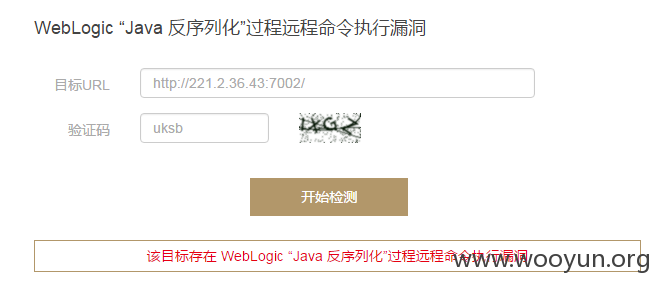 WebLogic “Java 反序列化”过程远程命令执行漏洞
目标URL http://221.2.36.43:7002/
验证码 uksb
开始检测
该目标存在 WebLogic “Java 反序列化”过程远程命令执行漏洞
www.wooyun.org